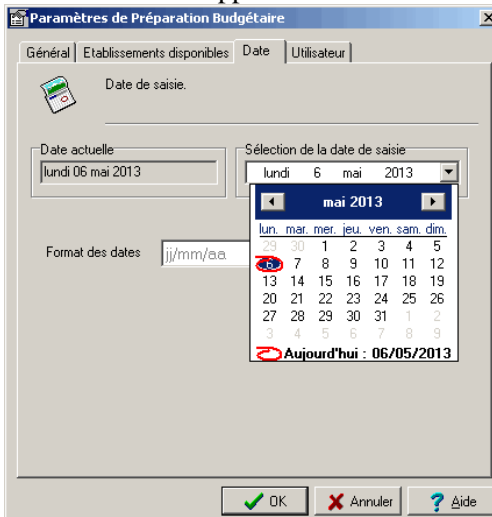 Paramètres de Préparation Budgétaire
Général Etablissements disponibles Date Utilisateur
Date de saisie.
Date actuelle
lundi 06 mai 2013
Sélection de la date de saisie
lundi 6 mai 2013
mai 2013
lun. mar. mer. jeu. ven. sam. dim.
29 30 1 2 3 4 5
6 7 8 9 10 11 12
13 14 15 16 17 18 19
20 21 22 23 24 25 26
27 28 29 30 31 1 2
3 4 5 6 7 8 9
Aujourd'hui : 06/05/2013
Format des dates jj/mm/aa
OK Annuler Aide